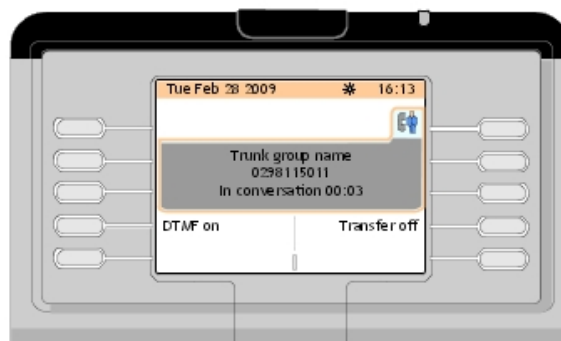 Tue Feb 28 2009 16:13
Trunk group name
0298115011
In conversation 00:03
DTMF on Transfer off